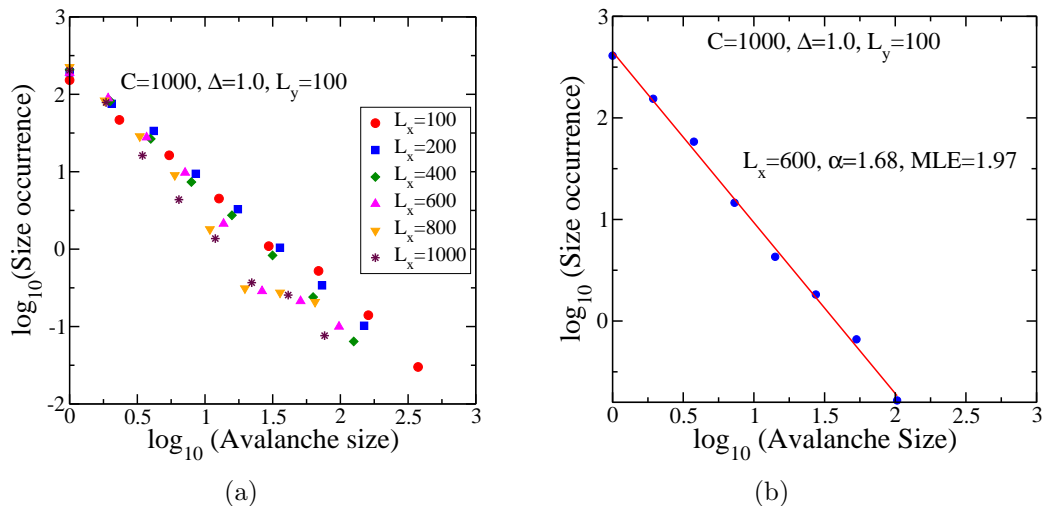 C=1000, Δ=1.0, L_y=100
L_x=100
L_x=200
L_x=400
L_x=600
L_x=800
L_x=1000
3
2
1
0
-1
-2
0
0.5
1
1.5
2
2.5
3
log_10(Size occurrence)
log_10 (Avalanche size)
(a)
C=1000, Δ=1.0, L_y=100
L_x=600, α=1.68, MLE=1.97
3
2
1
0
0
0.5
1
1.5
2
2.5
3
log_10 (Size occurrence)
log_10 (Avalanche Size)
(b)